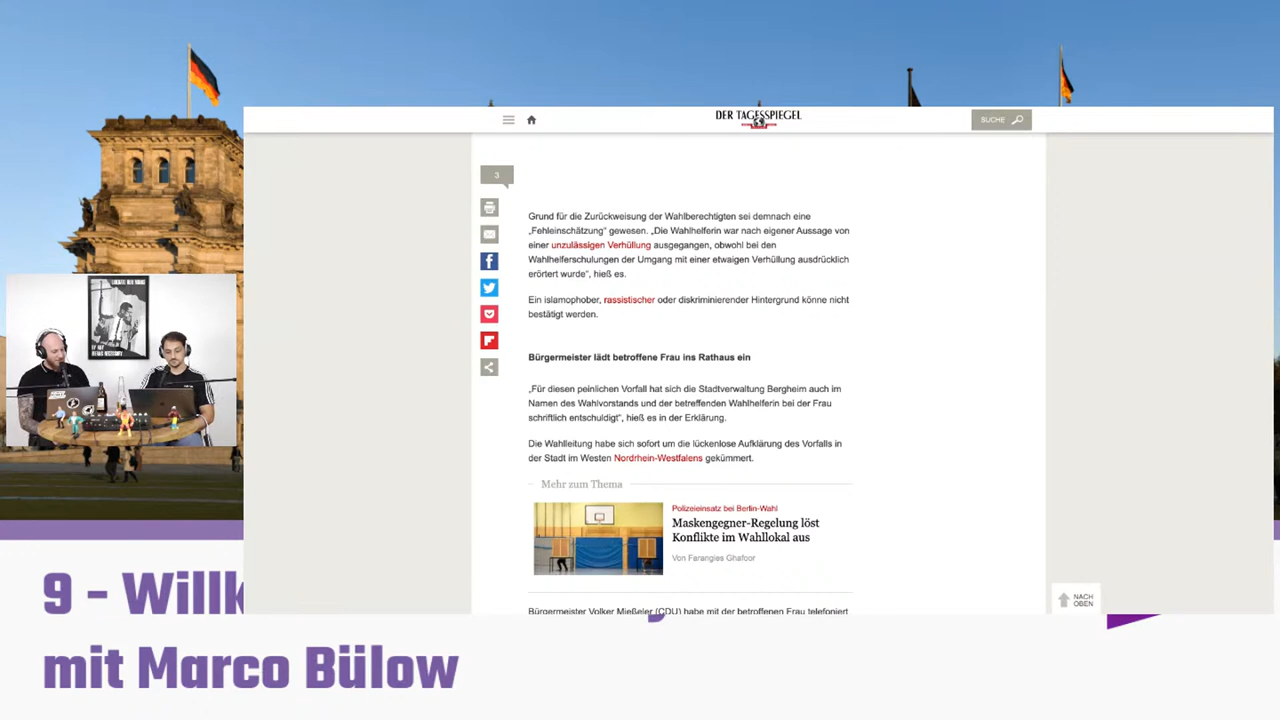 DER TAGESSPIEGEL
SUCHE
3
Grund für die Zurückweisung der Wahlberechtigten sei demnach eine
„Fehleinschätzung“ gewesen. „Die Wahlhelferin war nach eigener Aussage von
einer unzulässigen Verhüllung ausgegangen, obwohl bei den
Wahlhelferschulungen der Umgang mit einer etwaigen Verhüllung ausdrücklich
erörtert wurde“, hieß es.
Ein islamophober, rassistischer oder diskriminierender Hintergrund könne nicht
bestätigt werden.
Bürgermeister lädt betroffene Frau ins Rathaus ein
„Für diesen peinlichen Vorfall hat sich die Stadtverwaltung Bergheim auch im
Namen des Wahlvorstands und der betreffenden Wahlhelferin bei der Frau
schriftlich entschuldigt“, hieß es in der Erklärung.
Die Wahlleitung habe sich sofort um die lückenlose Aufklärung des Vorfalls in
der Stadt im Westen Nordrhein-Westfalens gekümmert.
Mehr zum Thema
Polizeieinsatz bei Berlin-Wahl
Maskengegner-Regelung löst
Konflikte im Wahllokal aus
Von Farangies Ghafoor
Bürgermeister Volker Mießeler (CDU) habe mit der betroffenen Frau telefoniert
NACH
OBEN
9 - Willk
mit Marco Bülow